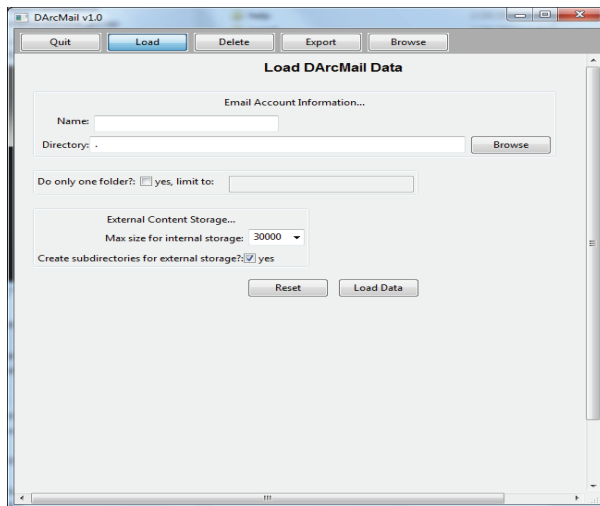 DArcMail v1.0
Quit Load Delete Export Browse
Load DArcMail Data
Email Account Information...
Name:
Directory: . Browse
Do only one folder?: yes, limit to:
External Content Storage...
Max size for internal storage: 30000
Create subdirectories for external storage?: yes
Reset Load Data